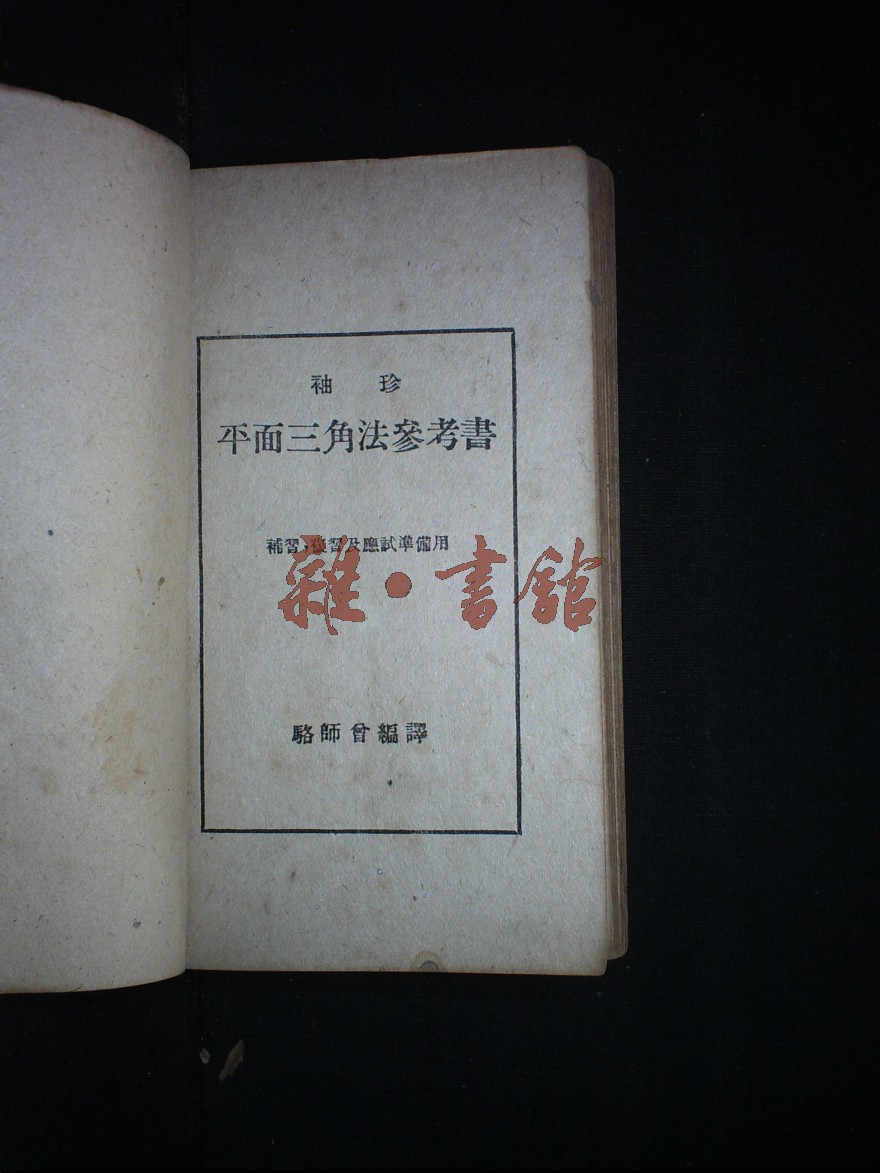 袖珍
平面三角法參考書
補習,複習及應試準備用
雜·書館
駱師曾編譯